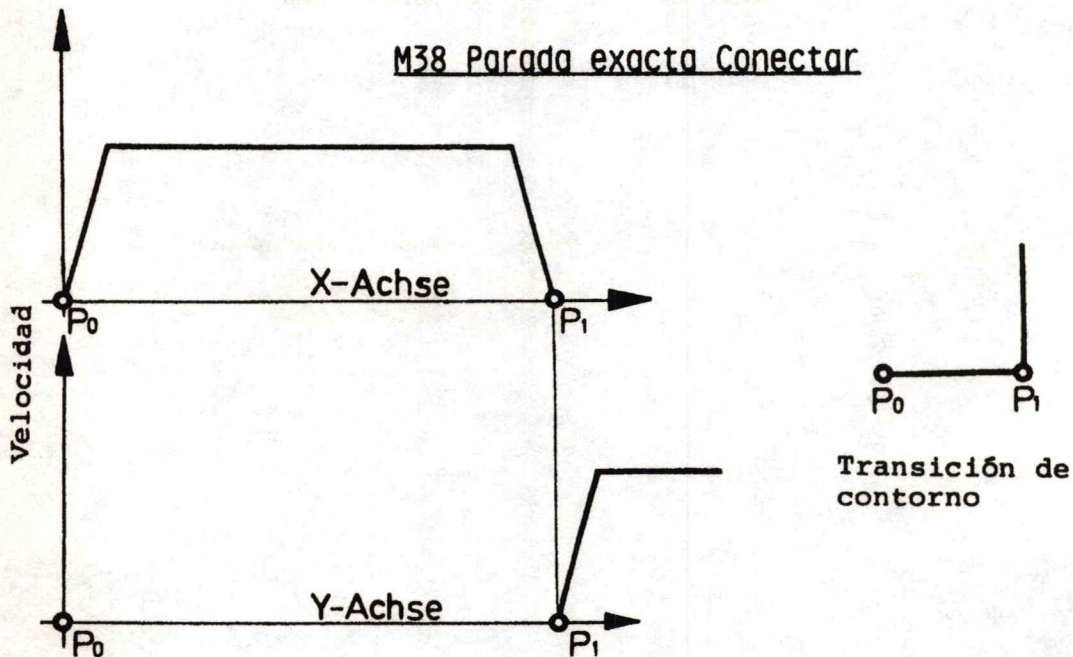 M38 Parada exacta Conectar
X-Achse
P₀
P₁
Velocidad
P₀
P₁
Transición de
contorno
Y-Achse
P₀
P₁